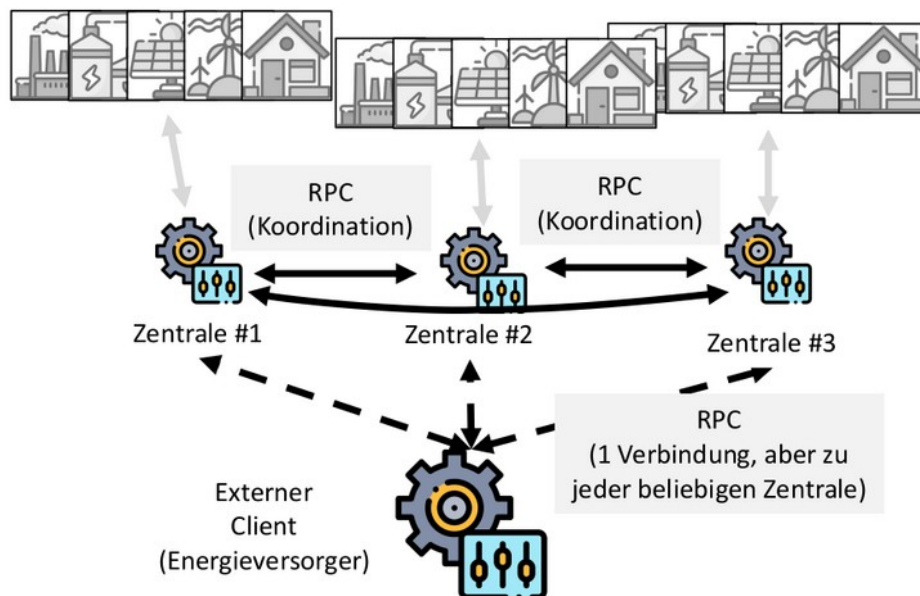 RPC
(Koordination)
RPC
(Koordination)
Zentrale #1
Zentrale #2
Zentrale #3
RPC
(1 Verbindung, aber zu
jeder beliebigen Zentrale)
Externer
Client
(Energieversorger)